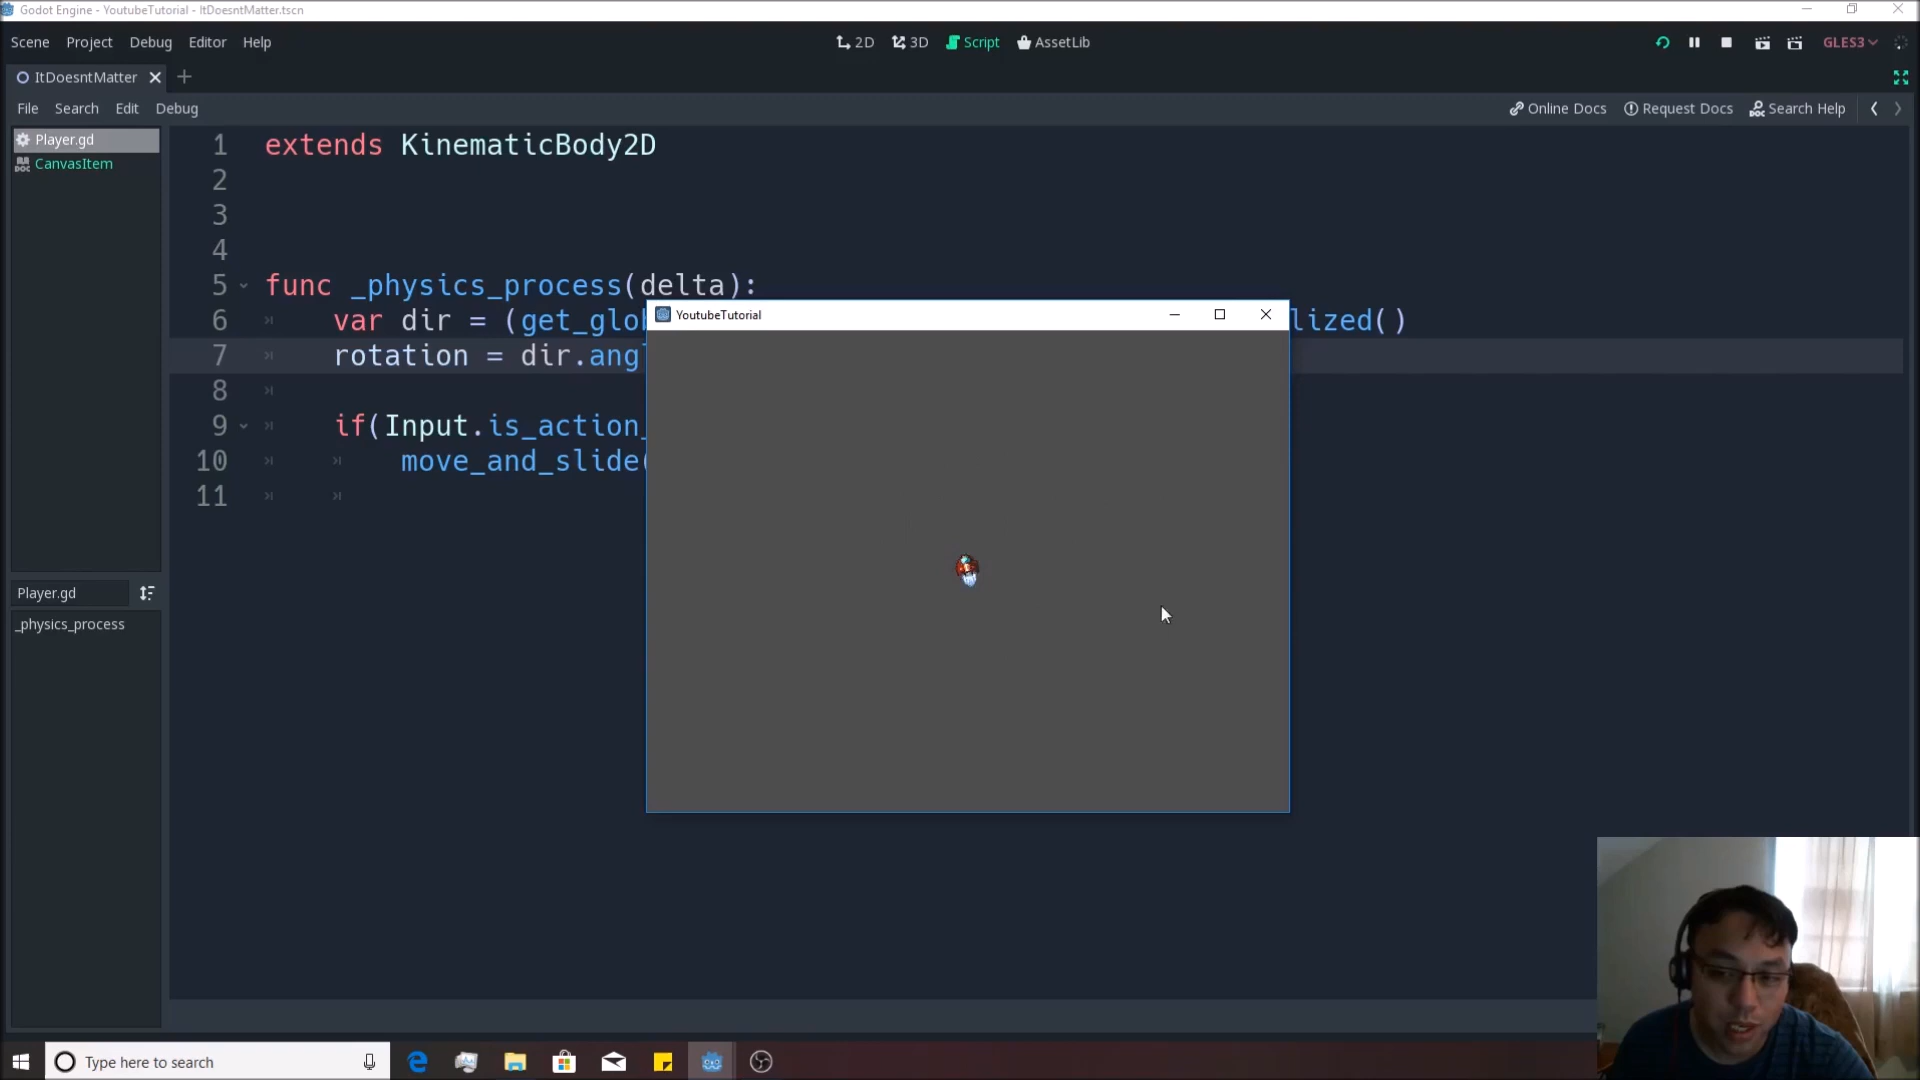 Godot Engine - YoutubeTutorial - ItDoesntMatter.tscn
Scene Project Debug Editor Help
2D 3D Script AssetLib
GLES3
ItDoesntMatter
File Search Edit Debug
Online Docs Request Docs Search Help
Player.gd
CanvasItem
DOC
1 extends KinematicBody2D
2
3
4
5 func _physics_process(delta):
6 var dir = (get_glob
lized()
7 rotation = dir.ang
8
9 if(Input.is_action_
10 move_and_slide(
11
YoutubeTutorial
Player.gd
_physics_process
Type here to search